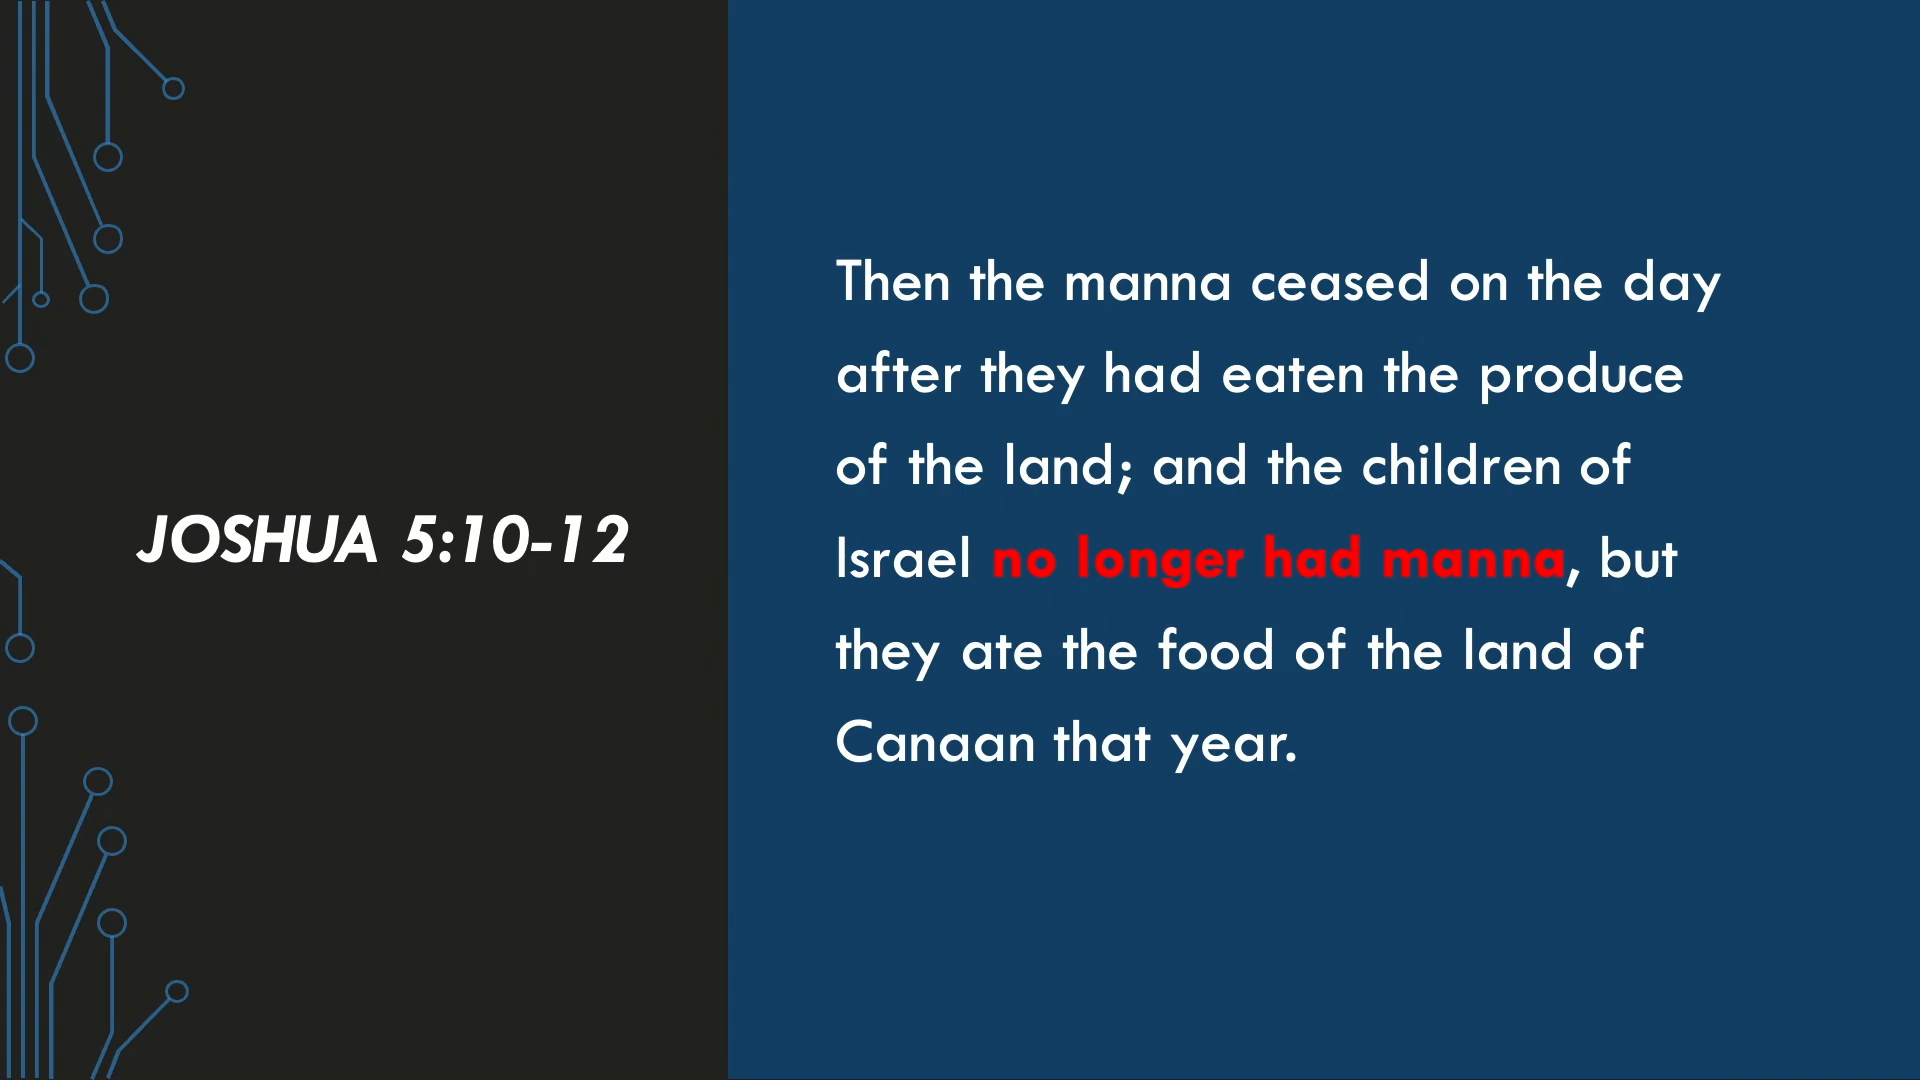 JOSHUA 5:10-12
Then the manna ceased on the day
after they had eaten the produce
of the land; and the children of
Israel no longer had manna, but
they ate the food of the land of
Canaan that year.